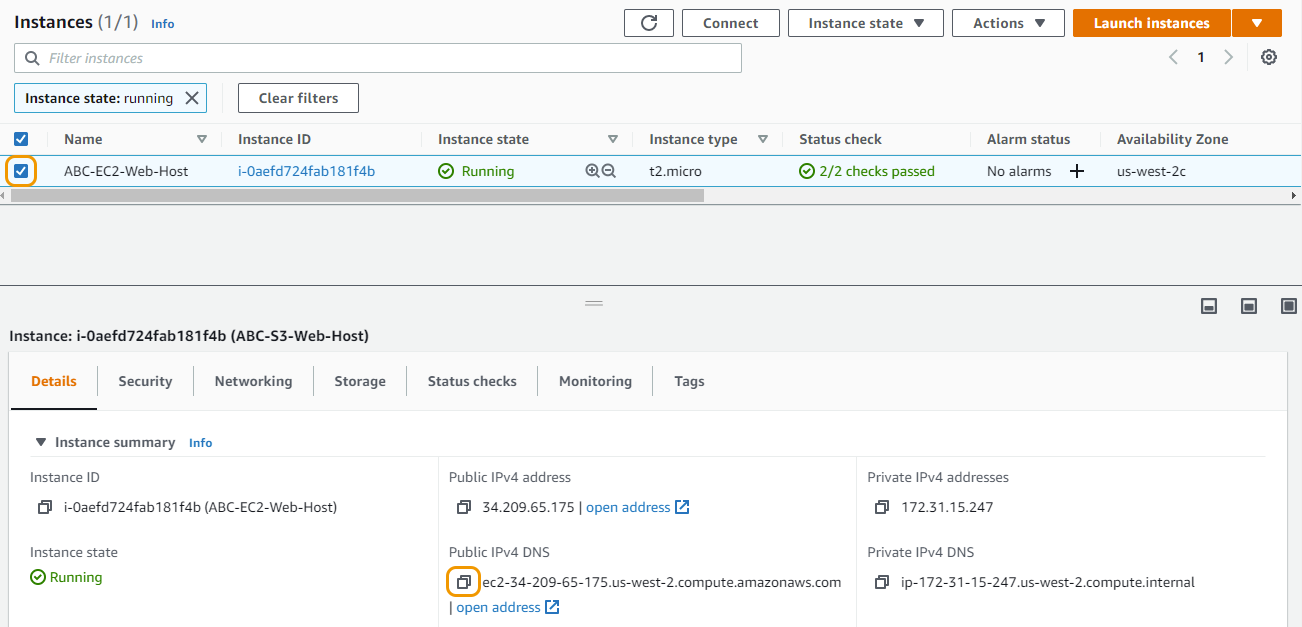 Instances (1/1) Info
Connect
Instance state
Actions
Launch instances
Filter instances
1
Instance state: running
Clear filters
Name Instance ID Instance state Instance type Status check Alarm status Availability Zone
ABC-EC2-Web-Host i-0aefd724fab181f4b Running t2.micro 2/2 checks passed No alarms + us-west-2c
Instance: i-0aefd724fab181f4b (ABC-S3-Web-Host)
Details Security Networking Storage Status checks Monitoring Tags
Instance summary Info
Instance ID
i-0aefd724fab181f4b (ABC-EC2-Web-Host)
Instance state
Running
Public IPv4 address
34.209.65.175 | open address
Public IPv4 DNS
ec2-34-209-65-175.us-west-2.compute.amazonaws.com
| open address
Private IPv4 addresses
172.31.15.247
Private IPv4 DNS
ip-172-31-15-247.us-west-2.compute.internal